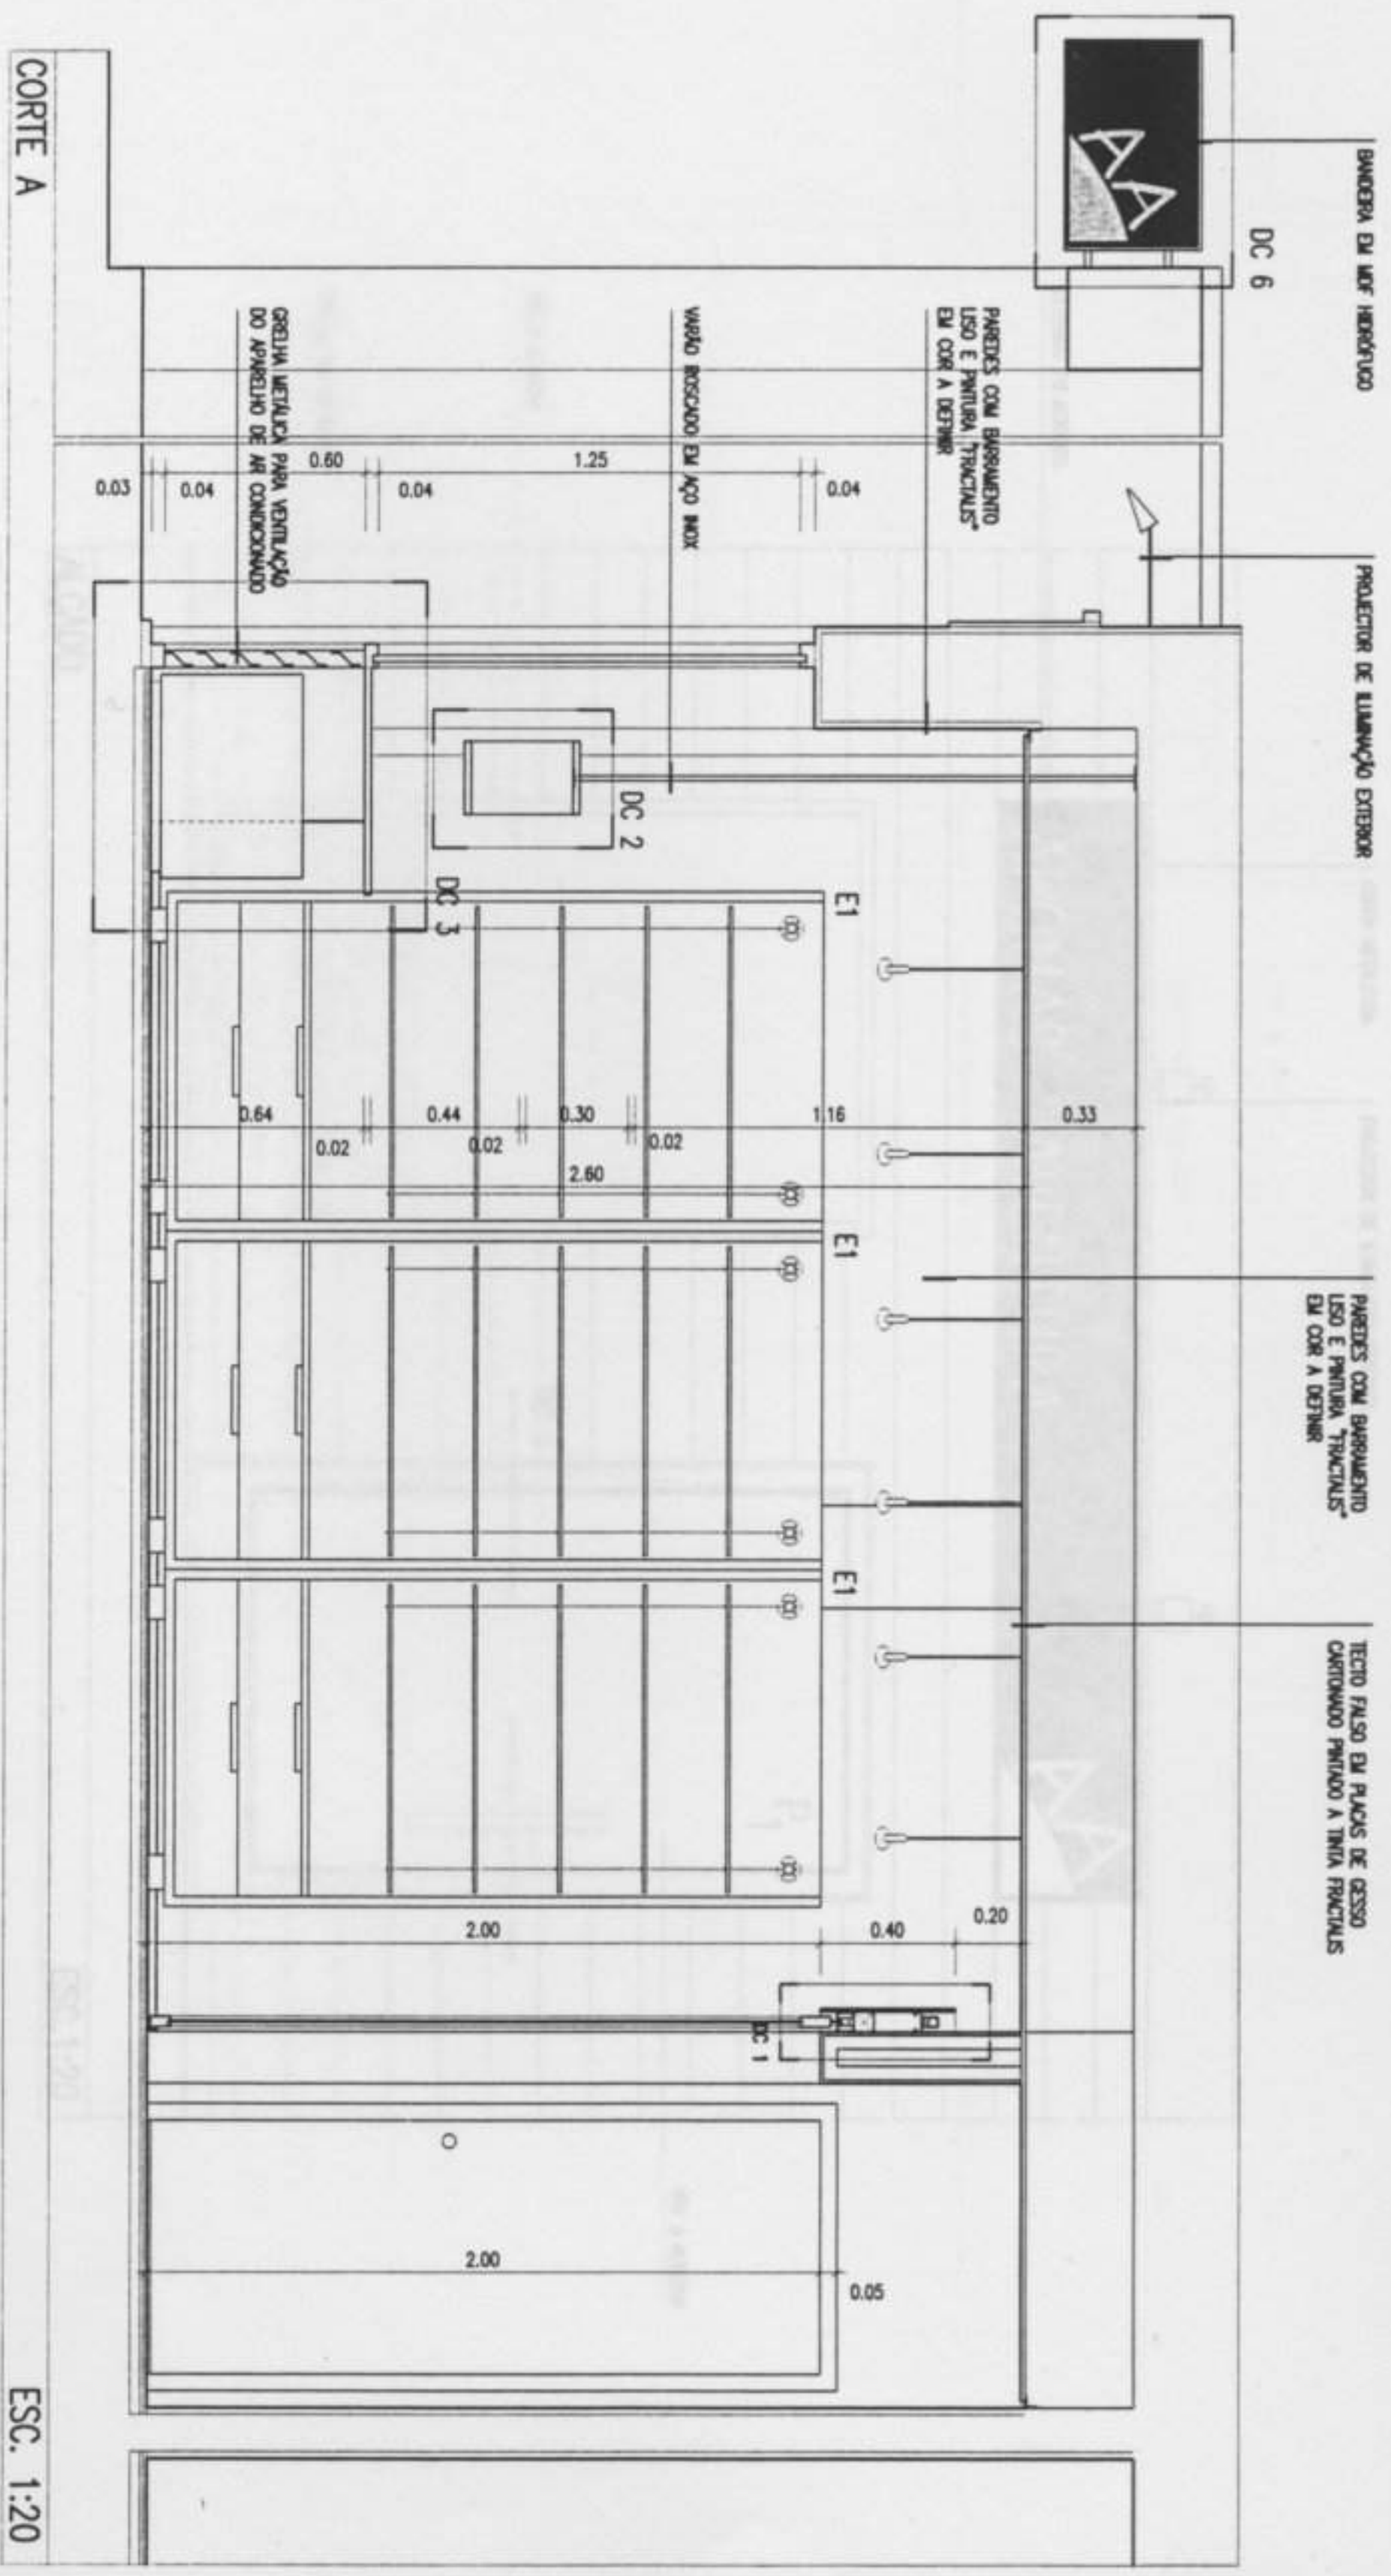 BANDEIRA EM MDF HIDRÓFUGO
PROJECTOR DE ILUMINAÇÃO EXTERIOR
PAREDES COM BARRAMENTO
LISO E PINTURA "FRACTALIS"
EM COR A DEFINIR
TECTO FALSO EM PLACAS DE GESSO
CARTONADO PINTADO A TINTA FRACTALIS
DC 6
AA
PAREDES COM BARRAMENTO
LISO E PINTURA "FRACTALIS"
EM COR A DEFINIR
VARÃO ROSCADO EM AÇO INOX
GRELHA METÁLICA PARA VENTILAÇÃO
DO APARELHO DE AR CONDICIONADO
0.04
1.25
0.04
0.60
0.04
0.03
DC 2
DC 3
E1
E1
E1
0.33
1.16
0.02
0.30
0.02
0.44
0.02
0.64
2.60
0.20
0.40
2.00
DC 1
0.05
2.00
CORTE A
ESC. 1:20